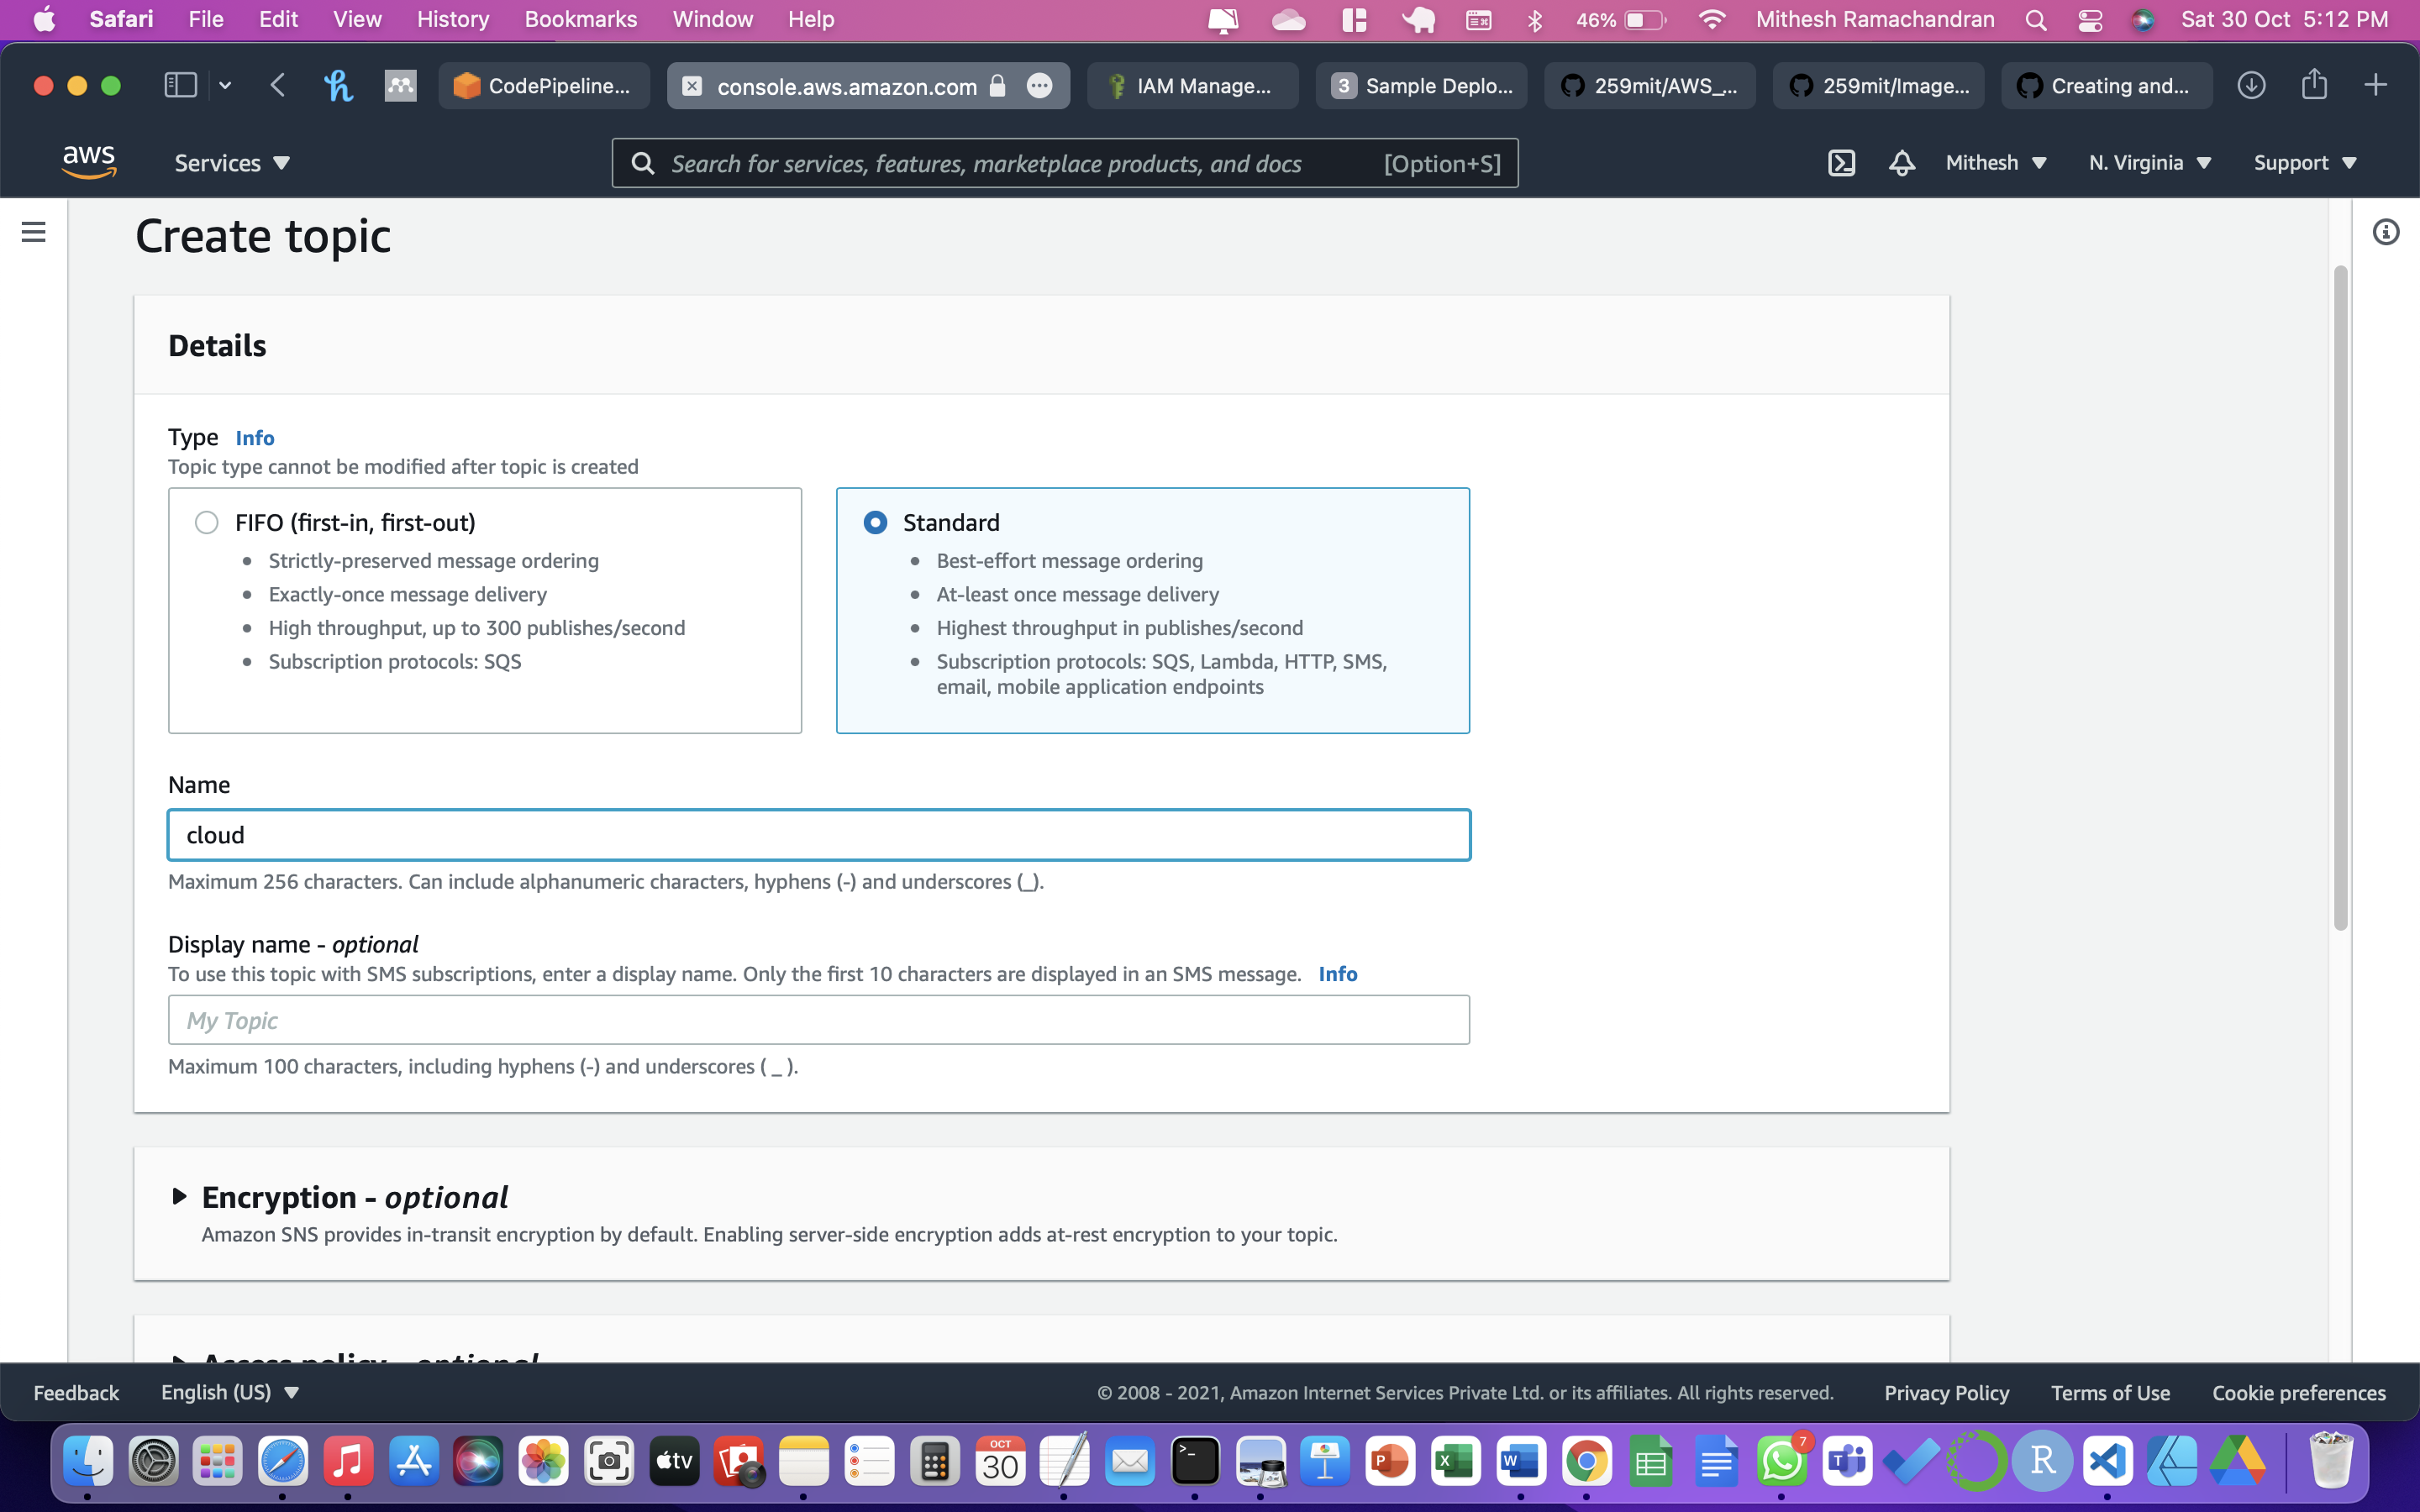 Safari File Edit View History Bookmarks Window Help 46% Mithesh Ramachandran Sat 30 Oct 5:12 PM
CodePipeline... console.aws.amazon.com IAM Manage... 3 Sample Deplo... 259mit/AWS_... 259mit/Image... Creating and...
aws Services Search for services, features, marketplace products, and docs [Option+S] Mithesh N. Virginia Support
Create topic
Details
Type Info
Topic type cannot be modified after topic is created
FIFO (first-in, first-out)
Strictly-preserved message ordering
Exactly-once message delivery
High throughput, up to 300 publishes/second
Subscription protocols: SQS
Standard
Best-effort message ordering
At-least once message delivery
Highest throughput in publishes/second
Subscription protocols: SQS, Lambda, HTTP, SMS,
email, mobile application endpoints
Name
cloud
Maximum 256 characters. Can include alphanumeric characters, hyphens (-) and underscores (_).
Display name - optional
To use this topic with SMS subscriptions, enter a display name. Only the first 10 characters are displayed in an SMS message. Info
My Topic
Maximum 100 characters, including hyphens (-) and underscores ( _ ).
Encryption - optional
Amazon SNS provides in-transit encryption by default. Enabling server-side encryption adds at-rest encryption to your topic.
Access policy - optional
Feedback English (US) © 2008 - 2021, Amazon Internet Services Private Ltd. or its affiliates. All rights reserved. Privacy Policy Terms of Use Cookie preferences
tv OCT 30 P X W 7 T R